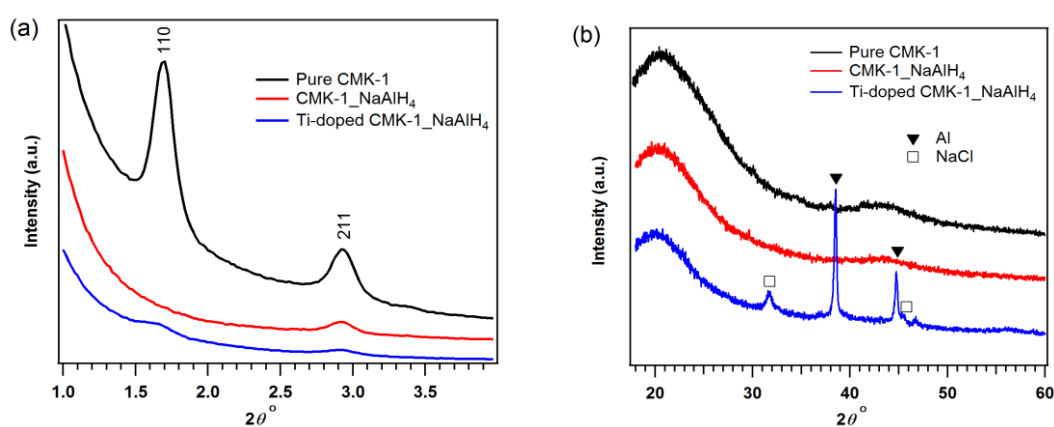 (a)
110
211
Pure CMK-1
CMK-1_NaAlH₄
Ti-doped CMK-1_NaAlH₄
Intensity (a.u.)
1.0 1.5 2.0 2.5 3.0 3.5
2θ°
(b)
Pure CMK-1
CMK-1_NaAlH₄
Ti-doped CMK-1_NaAlH₄
▼ Al
□ NaCl
Intensity (a.u.)
20 30 40 50 60
2θ°